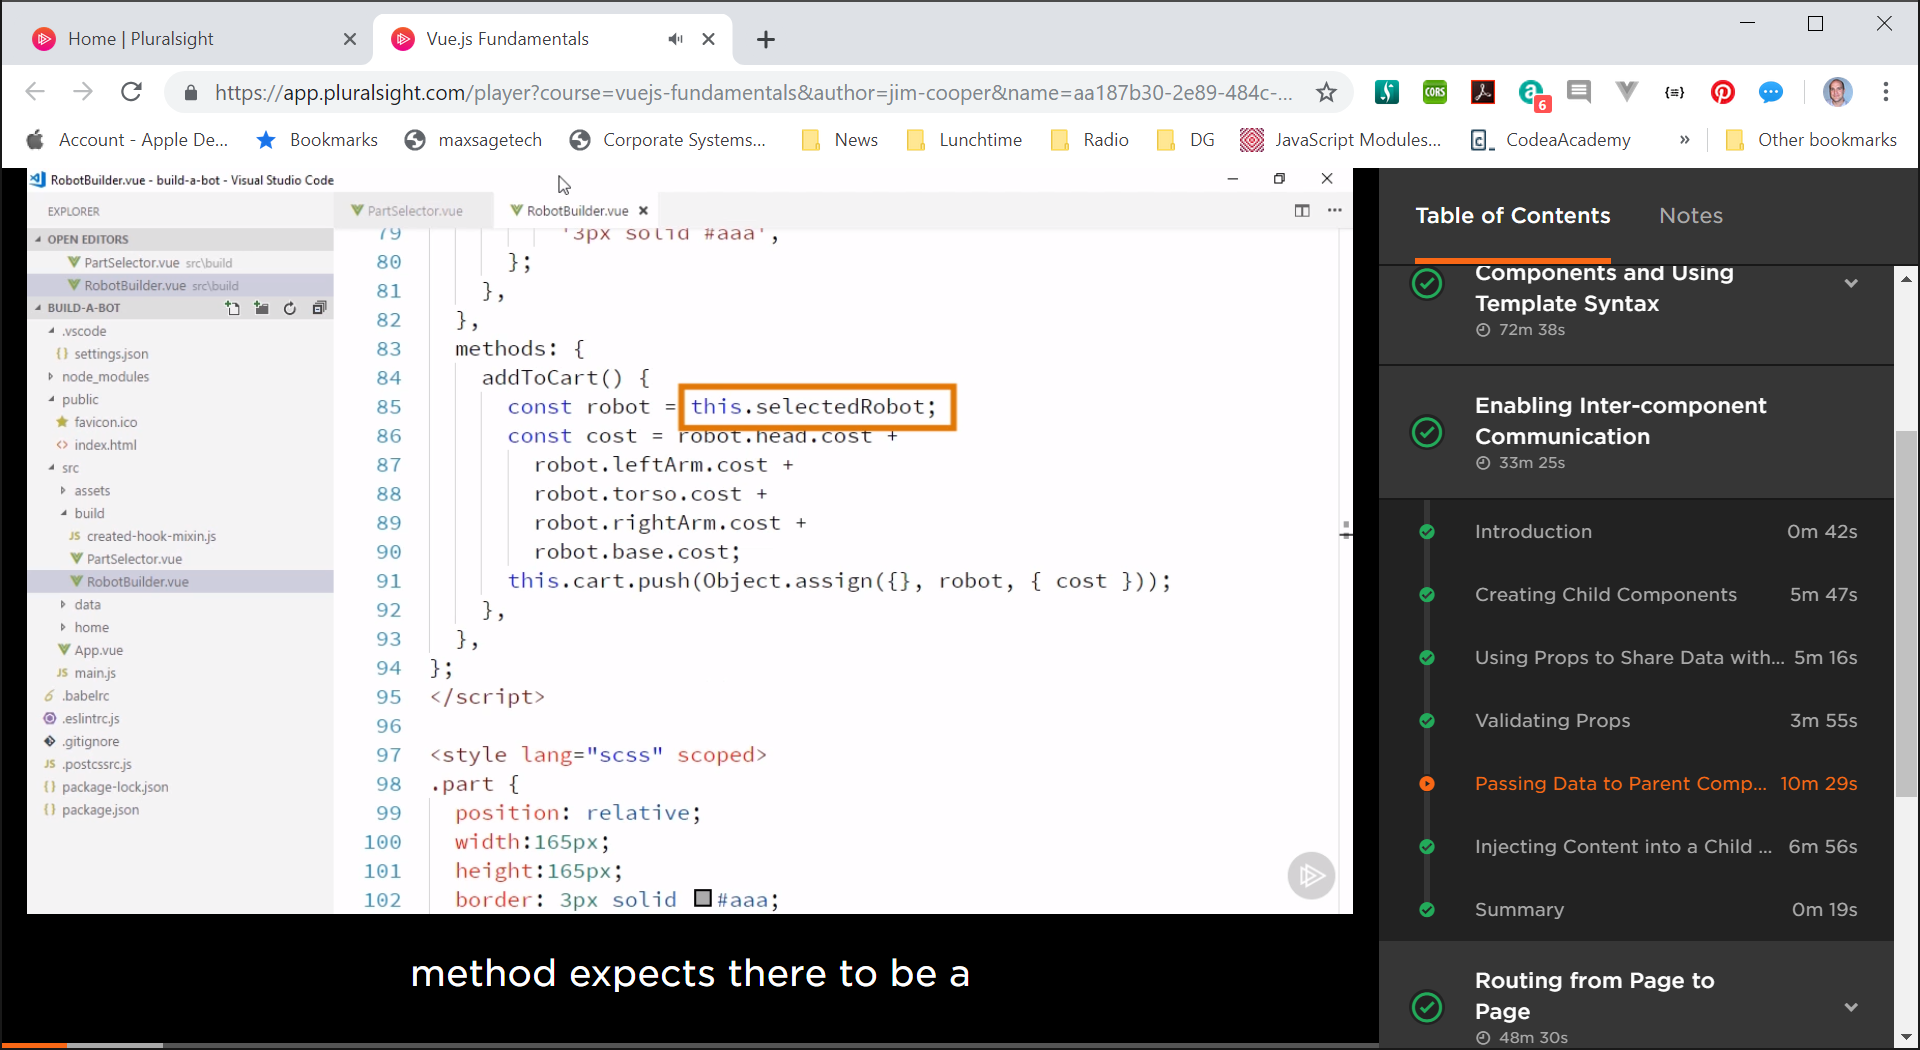 Home | Pluralsight
Vue.js Fundamentals
https://app.pluralsight.com/player?course=vuejs-fundamentals&author=jim-cooper&name=aa187b30-2e89-484c-...
CORS
6
{≡}
Account - Apple De...
Bookmarks
maxsagetech
Corporate Systems...
News
Lunchtime
Radio
DG
JavaScript Modules...
CodeaAcademy
»
Other bookmarks
RobotBuilder.vue - build-a-bot - Visual Studio Code
EXPLORER
OPEN EDITORS
PartSelector.vue src\build
RobotBuilder.vue src\build
BUILD-A-BOT
.vscode
{} settings.json
node_modules
public
favicon.ico
<> index.html
src
assets
build
JS created-hook-mixin.js
PartSelector.vue
RobotBuilder.vue
data
home
App.vue
JS main.js
.babelrc
.eslintrc.js
.gitignore
JS .postcssrc.js
{} package-lock.json
{} package.json
PartSelector.vue
RobotBuilder.vue
79 '3px solid #aaa',
80 };
81 },
82 },
83 methods: {
84 addToCart() {
85 const robot = this.selectedRobot;
86 const cost = robot.head.cost +
87 robot.leftArm.cost +
88 robot.torso.cost +
89 robot.rightArm.cost +
90 robot.base.cost;
91 this.cart.push(Object.assign({}, robot, { cost }));
92 },
93 },
94 };
95 </script>
96
97 <style lang="scss" scoped>
98 .part {
99 position: relative;
100 width:165px;
101 height:165px;
102 border: 3px solid #aaa;
method expects there to be a
Table of Contents
Notes
Components and Using
Template Syntax
72m 38s
Enabling Inter-component
Communication
33m 25s
Introduction 0m 42s
Creating Child Components 5m 47s
Using Props to Share Data with... 5m 16s
Validating Props 3m 55s
Passing Data to Parent Comp... 10m 29s
Injecting Content into a Child ... 6m 56s
Summary 0m 19s
Routing from Page to
Page
48m 30s